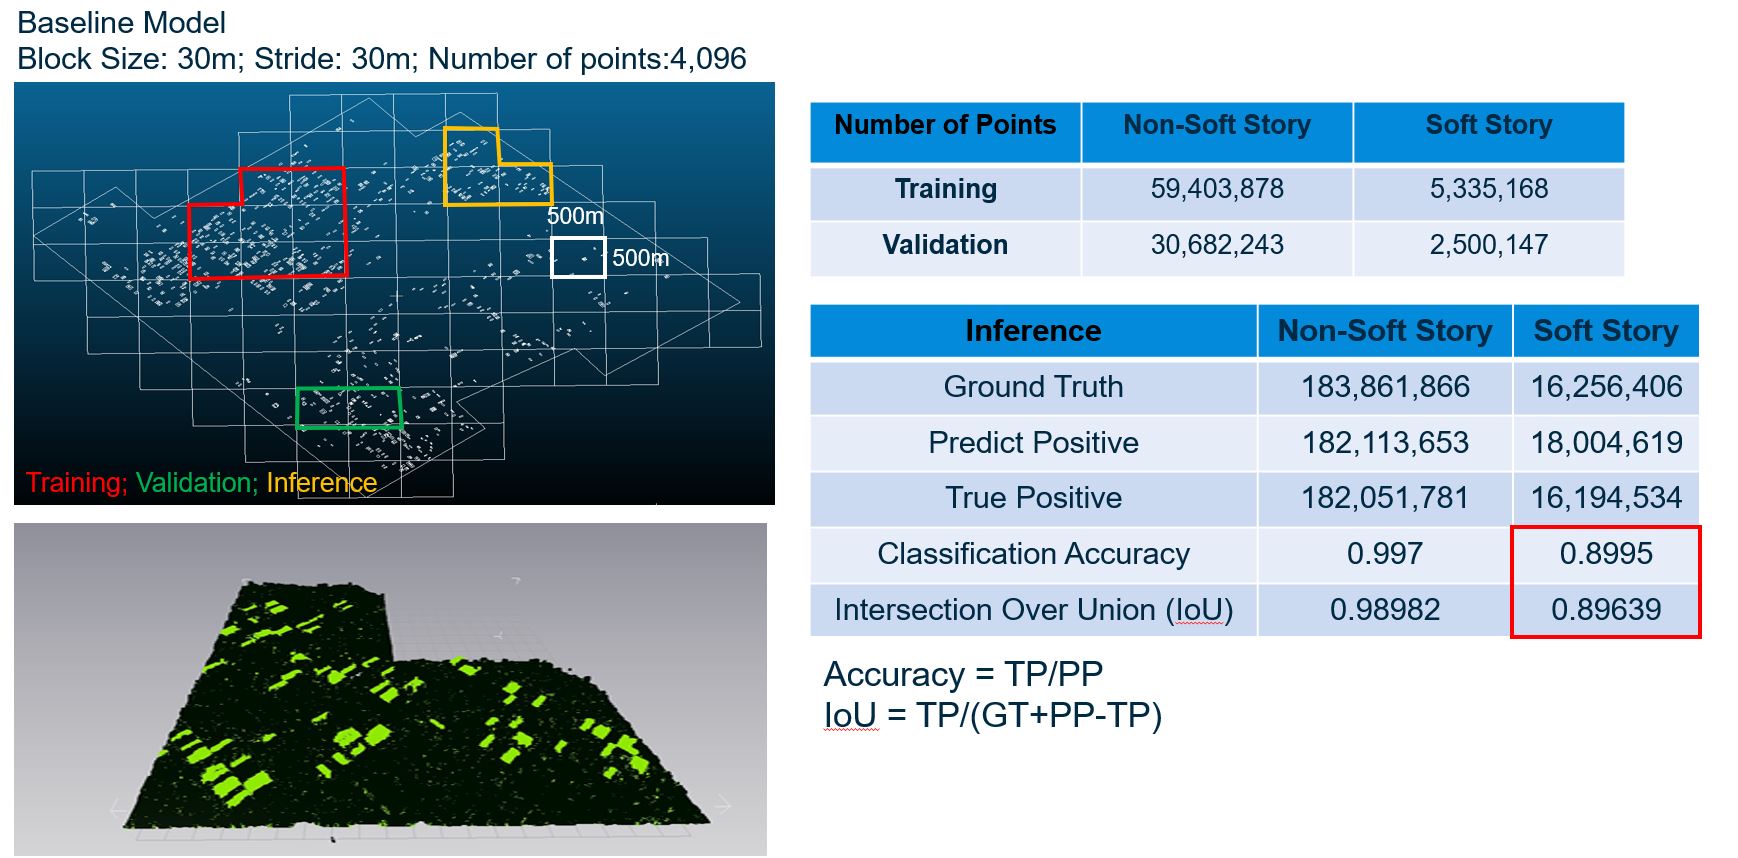 Baseline Model
Block Size: 30m; Stride: 30m; Number of points:4,096
500m
500m
Training; Validation; Inference
Number of Points Non-Soft Story Soft Story
Training 59,403,878 5,335,168
Validation 30,682,243 2,500,147
Inference Non-Soft Story Soft Story
Ground Truth 183,861,866 16,256,406
Predict Positive 182,113,653 18,004,619
True Positive 182,051,781 16,194,534
Classification Accuracy 0.997 0.8995
Intersection Over Union (IoU) 0.98982 0.89639
Accuracy = TP/PP
IoU = TP/(GT+PP-TP)